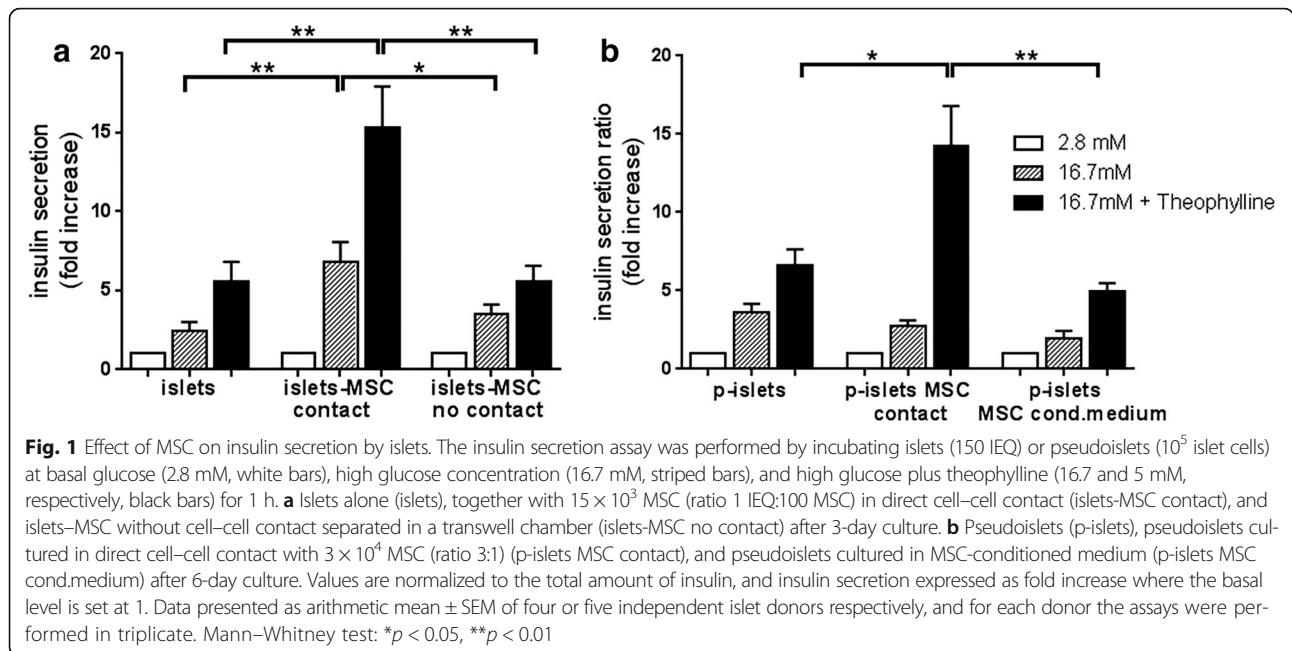 a
** **
** *
20
15
10
5
0
insulin secretion
(fold increase)
islets
islets-MSC
contact
islets-MSC
no contact
b
* **
20
15
10
5
0
insulin secretion ratio
(fold increase)
2.8 mM
16.7mM
16.7mM + Theophylline
p-islets
p-islets MSC
contact
p-islets
MSC cond.medium
Fig. 1 Effect of MSC on insulin secretion by islets. The insulin secretion assay was performed by incubating islets (150 IEQ) or pseudoislets (10⁵ islet cells)
at basal glucose (2.8 mM, white bars), high glucose concentration (16.7 mM, striped bars), and high glucose plus theophylline (16.7 and 5 mM,
respectively, black bars) for 1 h. a Islets alone (islets), together with 15 × 10³ MSC (ratio 1 IEQ:100 MSC) in direct cell–cell contact (islets-MSC contact), and
islets–MSC without cell–cell contact separated in a transwell chamber (islets-MSC no contact) after 3-day culture. b Pseudoislets (p-islets), pseudoislets cul-
tured in direct cell–cell contact with 3 × 10⁴ MSC (ratio 3:1) (p-islets MSC contact), and pseudoislets cultured in MSC-conditioned medium (p-islets MSC
cond.medium) after 6-day culture. Values are normalized to the total amount of insulin, and insulin secretion expressed as fold increase where the basal
level is set at 1. Data presented as arithmetic mean ± SEM of four or five independent islet donors respectively, and for each donor the assays were per-
formed in triplicate. Mann–Whitney test: *p < 0.05, **p < 0.01